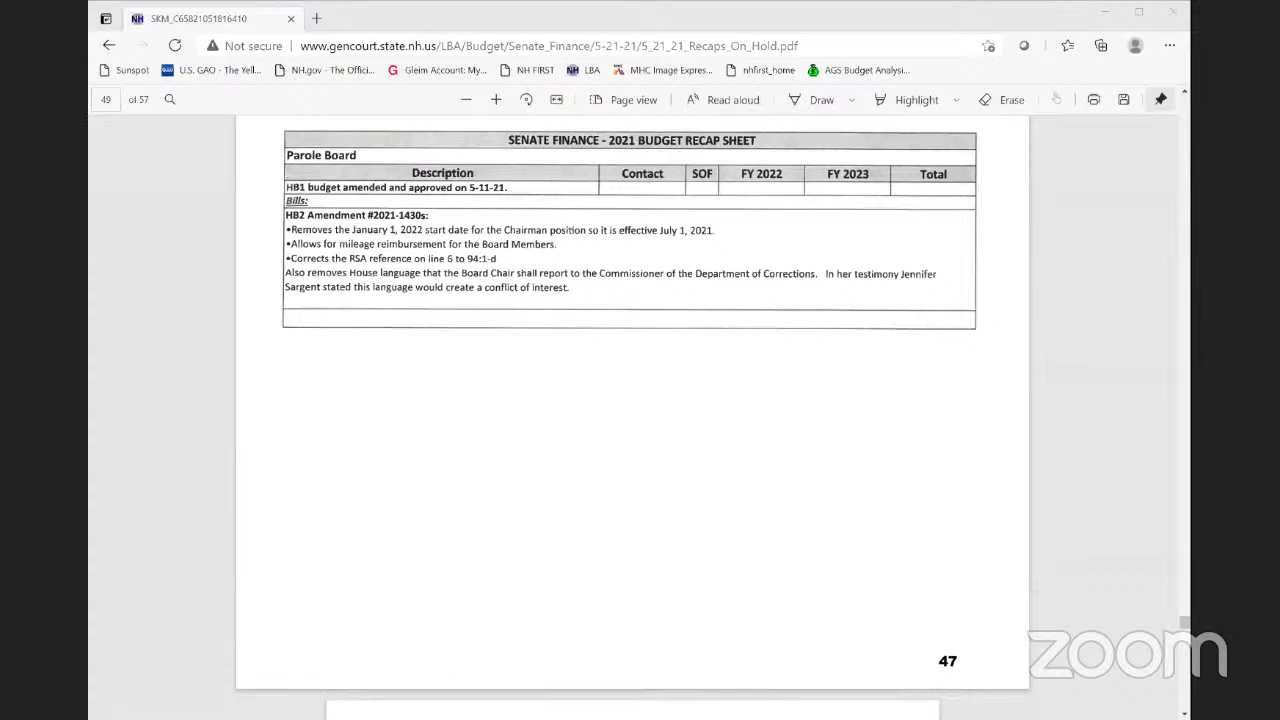 SKM_C65821051816410
Not secure | www.gencourt.state.nh.us/LBA/Budget/Senate_Finance/5-21-21/5_21_21_Recaps_On_Hold.pdf
Sunspot U.S. GAO - The Yell... NH.gov - The Offici... Gleim Account: My... NH FIRST LBA MHC Image Expres... nhfirst_home AGS Budget Analysi...
49 of 57 Page view Read aloud Draw Highlight Erase
SENATE FINANCE - 2021 BUDGET RECAP SHEET
Parole Board
Description Contact SOF FY 2022 FY 2023 Total
HB1 budget amended and approved on 5-11-21.
Bills:
HB2 Amendment #2021-1430s:
•Removes the January 1, 2022 start date for the Chairman position so it is effective July 1, 2021.
•Allows for mileage reimbursement for the Board Members.
•Corrects the RSA reference on line 6 to 94:1-d
Also removes House language that the Board Chair shall report to the Commissioner of the Department of Corrections. In her testimony Jennifer
Sargent stated this language would create a conflict of interest.
47
zoom